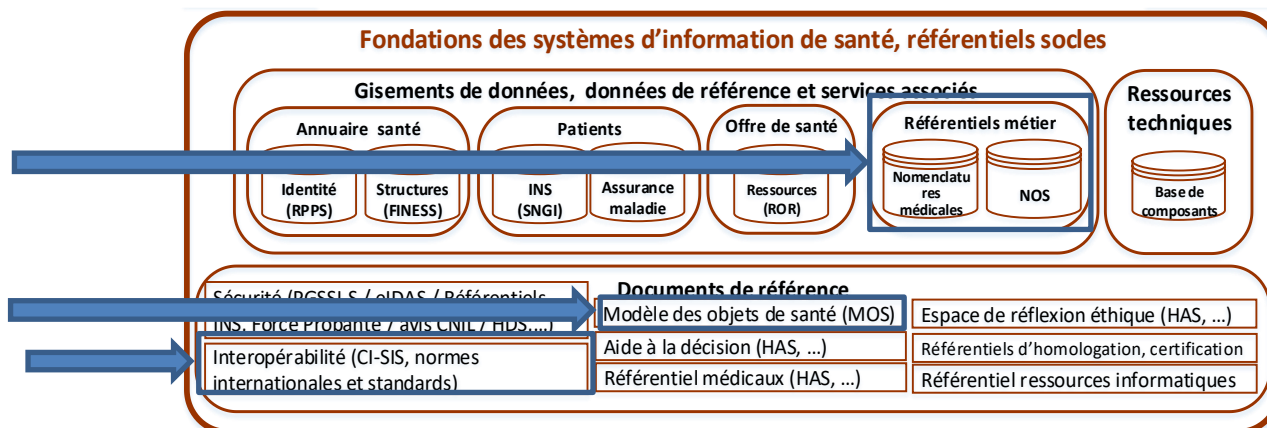 Fondations des systèmes d’information de santé, référentiels socles
Gisements de données, données de référence et services associés
Annuaire santé
Identité
(RPPS)
Structures
(FINESS)
Patients
INS
(SNGI)
Assurance
maladie
Offre de santé
Ressources
(ROR)
Référentiels métier
Nomenclatu
res
médicales
NOS
Ressources
techniques
Base de
composants
Documents de référence
Sécurité (PGSSI-S / eIDAS / Référentiels
INS, Force Probante / avis CNIL / HDS,...)
Interopérabilité (CI-SIS, normes
internationales et standards)
Modèle des objets de santé (MOS)
Aide à la décision (HAS, …)
Référentiel médicaux (HAS, …)
Espace de réflexion éthique (HAS, …)
Référentiels d’homologation, certification
Référentiel ressources informatiques